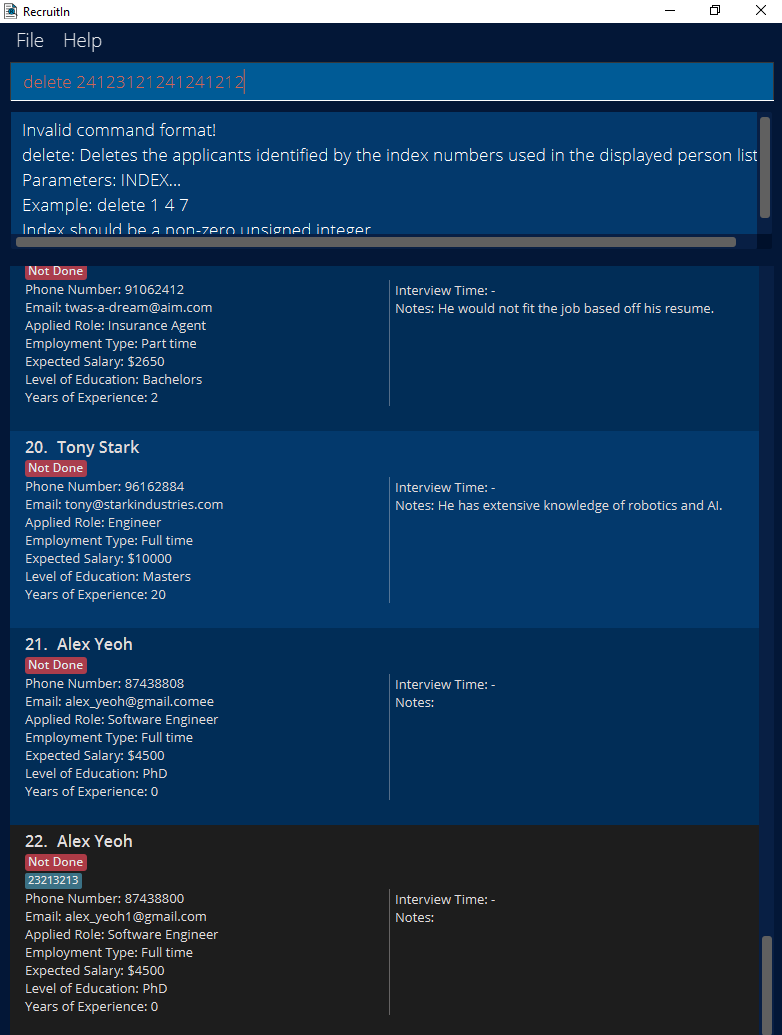 RecruitIn
File Help
delete 24123121241241212
Invalid command format!
delete: Deletes the applicants identified by the index numbers used in the displayed person list
Parameters: INDEX...
Example: delete 1 4 7
Index should be a non-zero unsigned integer
Not Done
Phone Number: 91062412
Email: twas-a-dream@aim.com
Applied Role: Insurance Agent
Employment Type: Part time
Expected Salary: $2650
Level of Education: Bachelors
Years of Experience: 2
Interview Time: -
Notes: He would not fit the job based off his resume.
20. Tony Stark
Not Done
Phone Number: 96162884
Email: tony@starkindustries.com
Applied Role: Engineer
Employment Type: Full time
Expected Salary: $10000
Level of Education: Masters
Years of Experience: 20
Interview Time: -
Notes: He has extensive knowledge of robotics and AI.
21. Alex Yeoh
Not Done
Phone Number: 87438808
Email: alex_yeoh@gmail.comee
Applied Role: Software Engineer
Employment Type: Full time
Expected Salary: $4500
Level of Education: PhD
Years of Experience: 0
Interview Time: -
Notes:
22. Alex Yeoh
Not Done
23213213
Phone Number: 87438800
Email: alex_yeoh1@gmail.com
Applied Role: Software Engineer
Employment Type: Full time
Expected Salary: $4500
Level of Education: PhD
Years of Experience: 0
Interview Time: -
Notes: